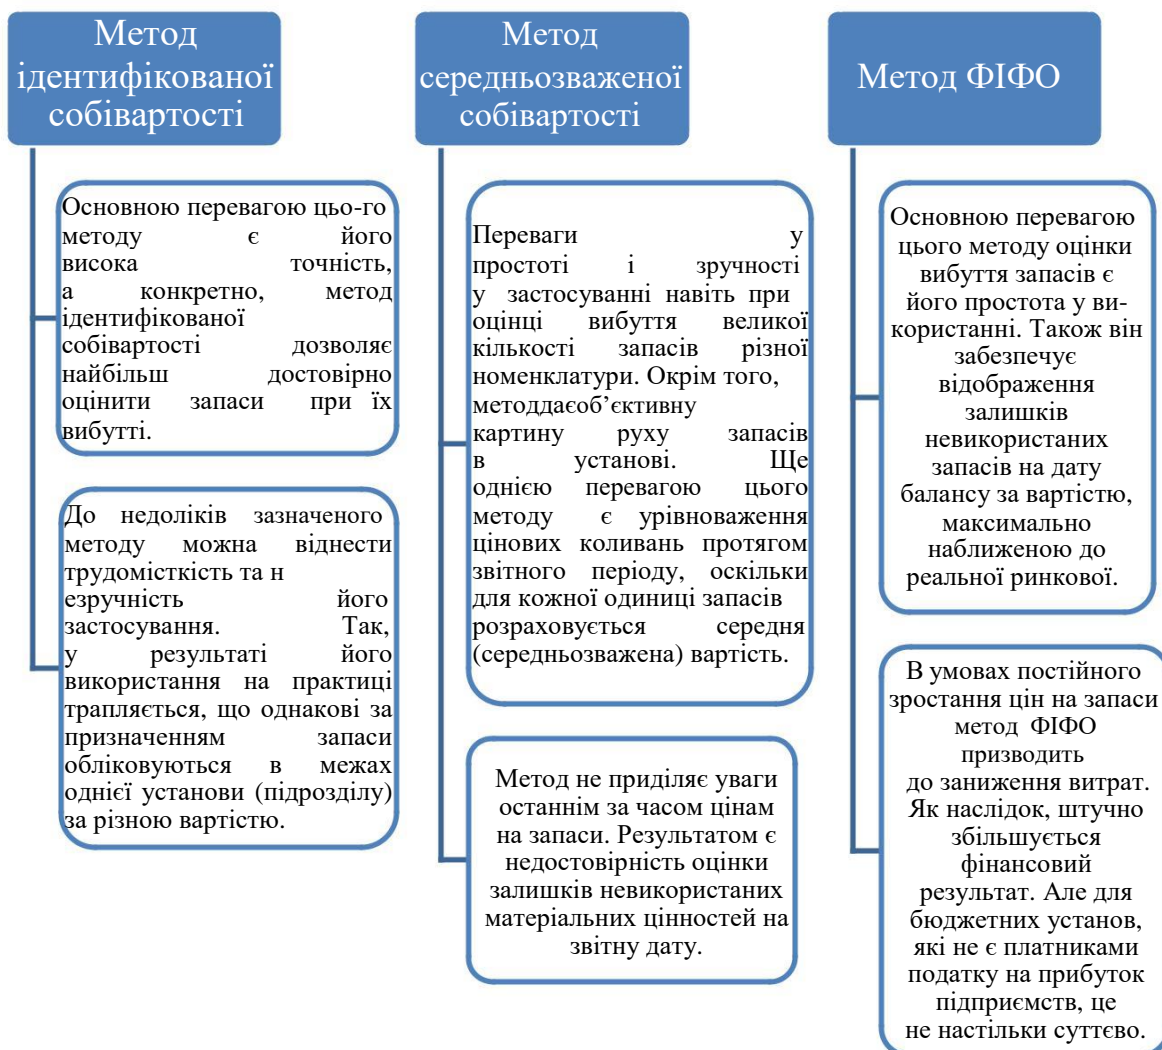 Метод
ідентифікованої
собівартості
Основною перевагою цьо-го
методу є його
висока точність,
а конкретно, метод
ідентифікованої
собівартості дозволяє
найбільш достовірно
оцінити запаси при їх
вибутті.
До недоліків зазначеного
методу можна віднести
трудомісткість та н
езручність його
застосування. Так,
у результаті його
використання на практиці
трапляється, що однакові за
призначенням запаси
обліковуються в межах
однієї установи (підрозділу)
за різною вартістю.
Метод
середньозваженої
собівартості
Переваги у
простоті і зручності
у застосуванні навіть при
оцінці вибуття великої
кількості запасів різної
номенклатури. Окрім того,
методдаєоб’єктивну
картину руху запасів
в установі. Ще
однією перевагою цього
методу є урівноваження
цінових коливань протягом
звітного періоду, оскільки
для кожної одиниці запасів
розраховується середня
(середньозважена) вартість.
Метод не приділяє уваги
останнім за часом цінам
на запаси. Результатом є
недостовірність оцінки
залишків невикористаних
матеріальних цінностей на
звітну дату.
Метод ФІФО
Основною перевагою
цього методу оцінки
вибуття запасів є
його простота у ви-
користанні. Також він
забезпечує
відображення
залишків
невикористаних
запасів на дату
балансу за вартістю,
максимально
наближеною до
реальної ринкової.
В умовах постійного
зростання цін на запаси
метод ФІФО
призводить
до заниження витрат.
Як наслідок, штучно
збільшується
фінансовий
результат. Але для
бюджетних установ,
які не є платниками
податку на прибуток
підприємств, це
не настільки суттєво.